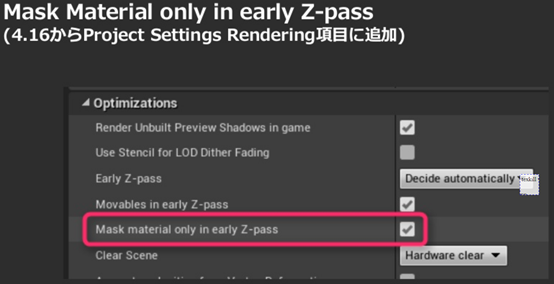 Mask Material only in early Z-pass
(4.16からProject Settings Rendering項目に追加)
Optimizations
Render Unbuilt Preview Shadows in game
Use Stencil for LOD Dither Fading
Early Z-pass Decide automatically
Movables in early Z-pass
Mask material only in early Z-pass
Clear Scene Hardware clear